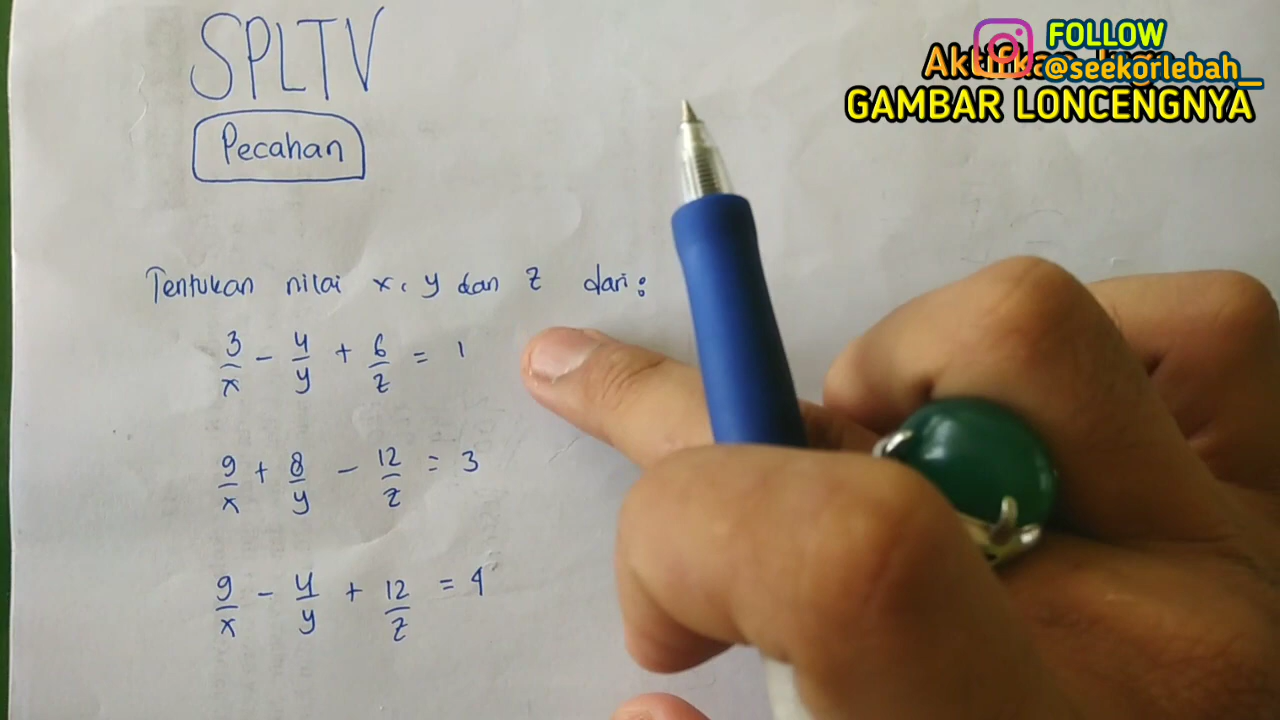 SPLTV
Pecahan
FOLLOW
@seekorlebah_
GAMBAR LONCENGNYA
Tentukan nilai x, y dan z dari:
3/x - 4/y + 6/z = 1
9/x + 8/y - 12/z = 3
9/x - 4/y + 12/z = 4